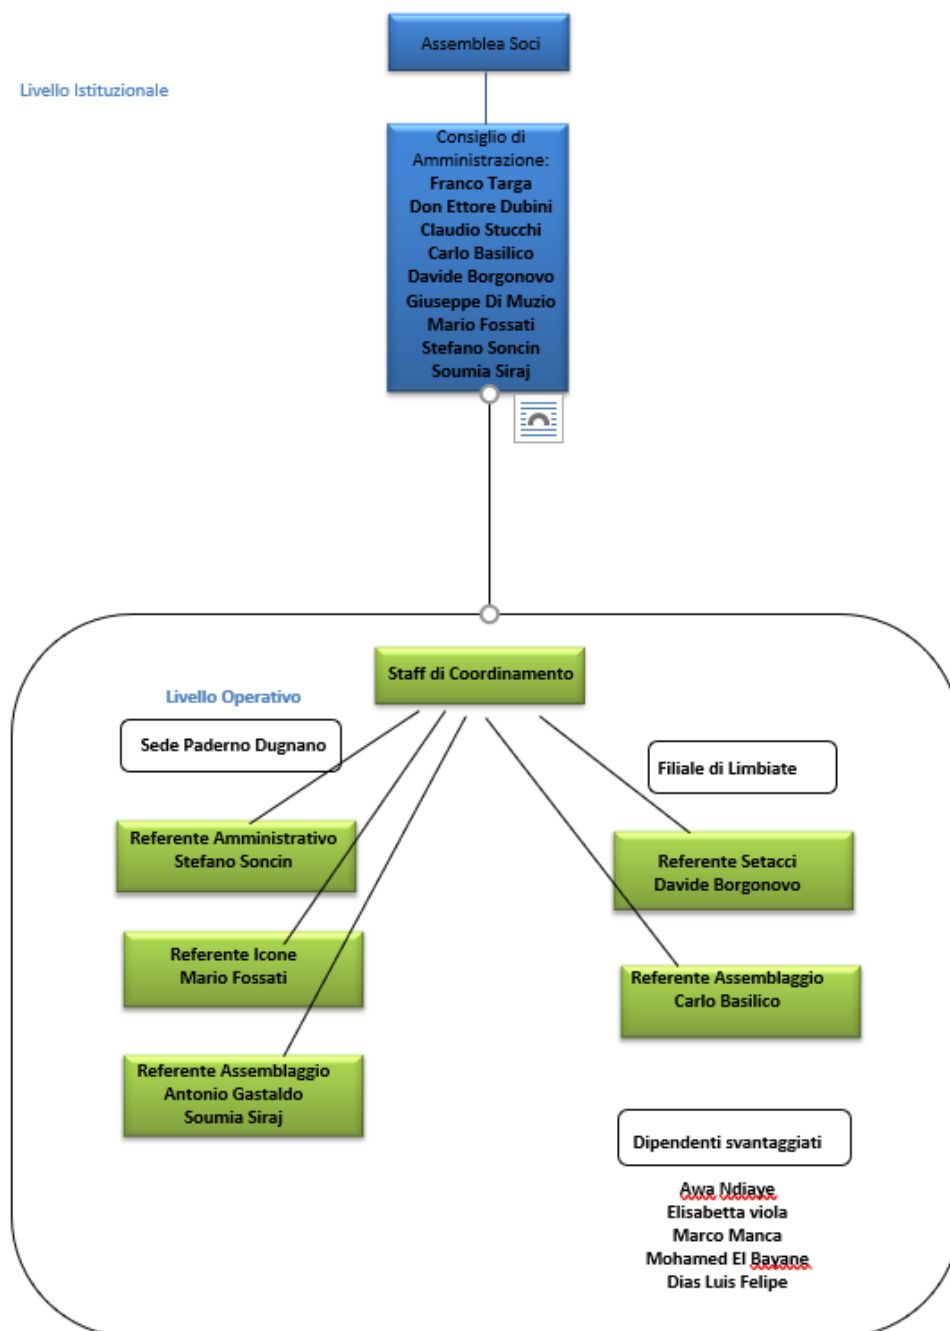 Assemblea Soci
Livello Istituzionale
Consiglio di
Amministrazione:
Franco Targa
Don Ettore Dubini
Claudio Stucchi
Carlo Basilico
Davide Borgonovo
Giuseppe Di Muzio
Mario Fossati
Stefano Soncin
Soumia Siraj
Staff di Coordinamento
Livello Operativo
Sede Paderno Dugnano
Referente Amministrativo
Stefano Soncin
Referente Icone
Mario Fossati
Referente Assemblaggio
Antonio Gastaldo
Soumia Siraj
Filiale di Limbiate
Referente Setacci
Davide Borgonovo
Referente Assemblaggio
Carlo Basilico
Dipendenti svantaggiati
Awa Ndiaye
Elisabetta viola
Marco Manca
Mohamed El Bayane
Dias Luis Felipe